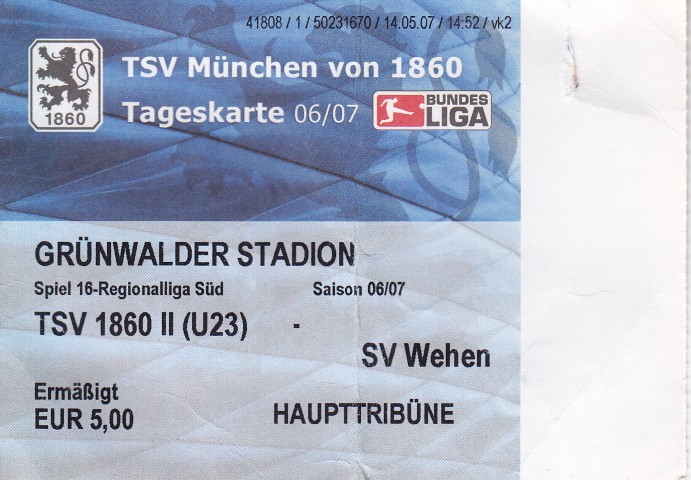 41808 / 1 / 50231670 / 14.05.07 / 14:52 / vk2
TSV München von 1860
1860
Tageskarte 06/07
BUNDES
LIGA
GRÜNWALDER STADION
Spiel 16-Regionalliga Süd Saison 06/07
TSV 1860 II (U23) -
SV Wehen
Ermäßigt
EUR 5,00 HAUPTTRIBÜNE